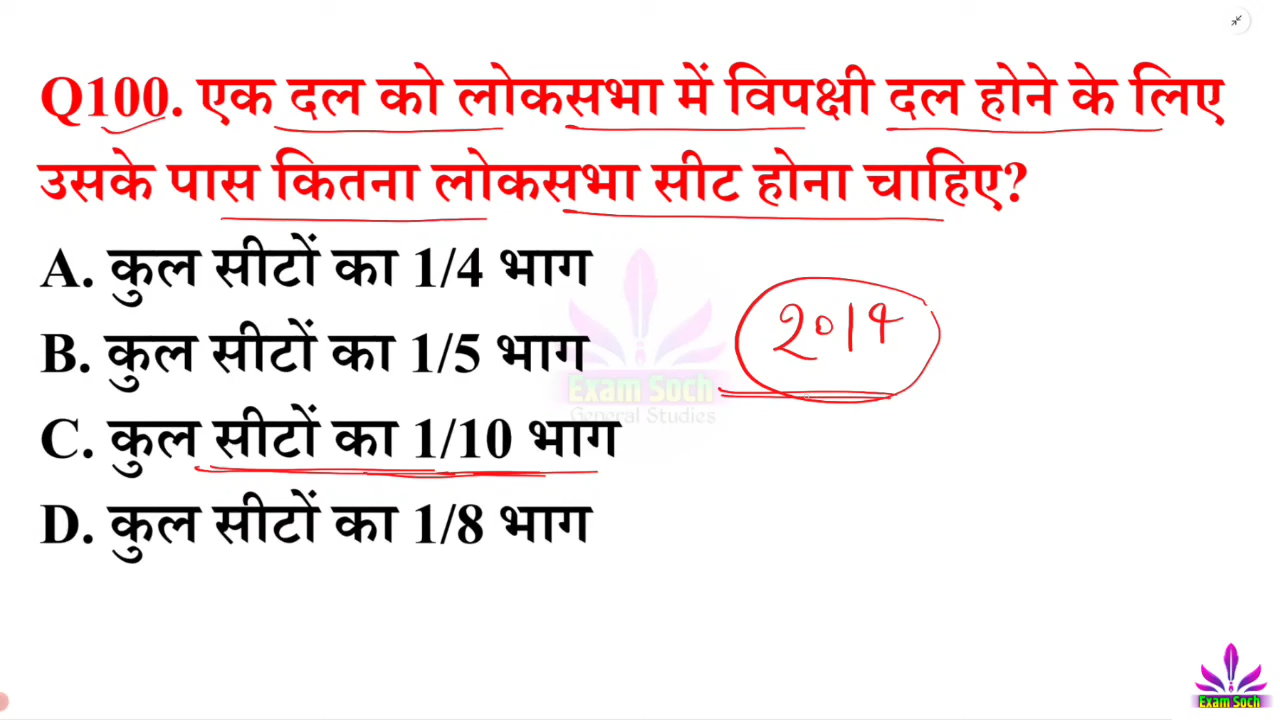 Q100. एक दल को लोकसभा में विपक्षी दल होने के लिए
उसके पास कितना लोकसभा सीट होना चाहिए?
A. कुल सीटों का 1/4 भाग
B. कुल सीटों का 1/5 भाग
2014
Exam Soch
General Studies
C. कुल सीटों का 1/10 भाग
D. कुल सीटों का 1/8 भाग
Exam Soch